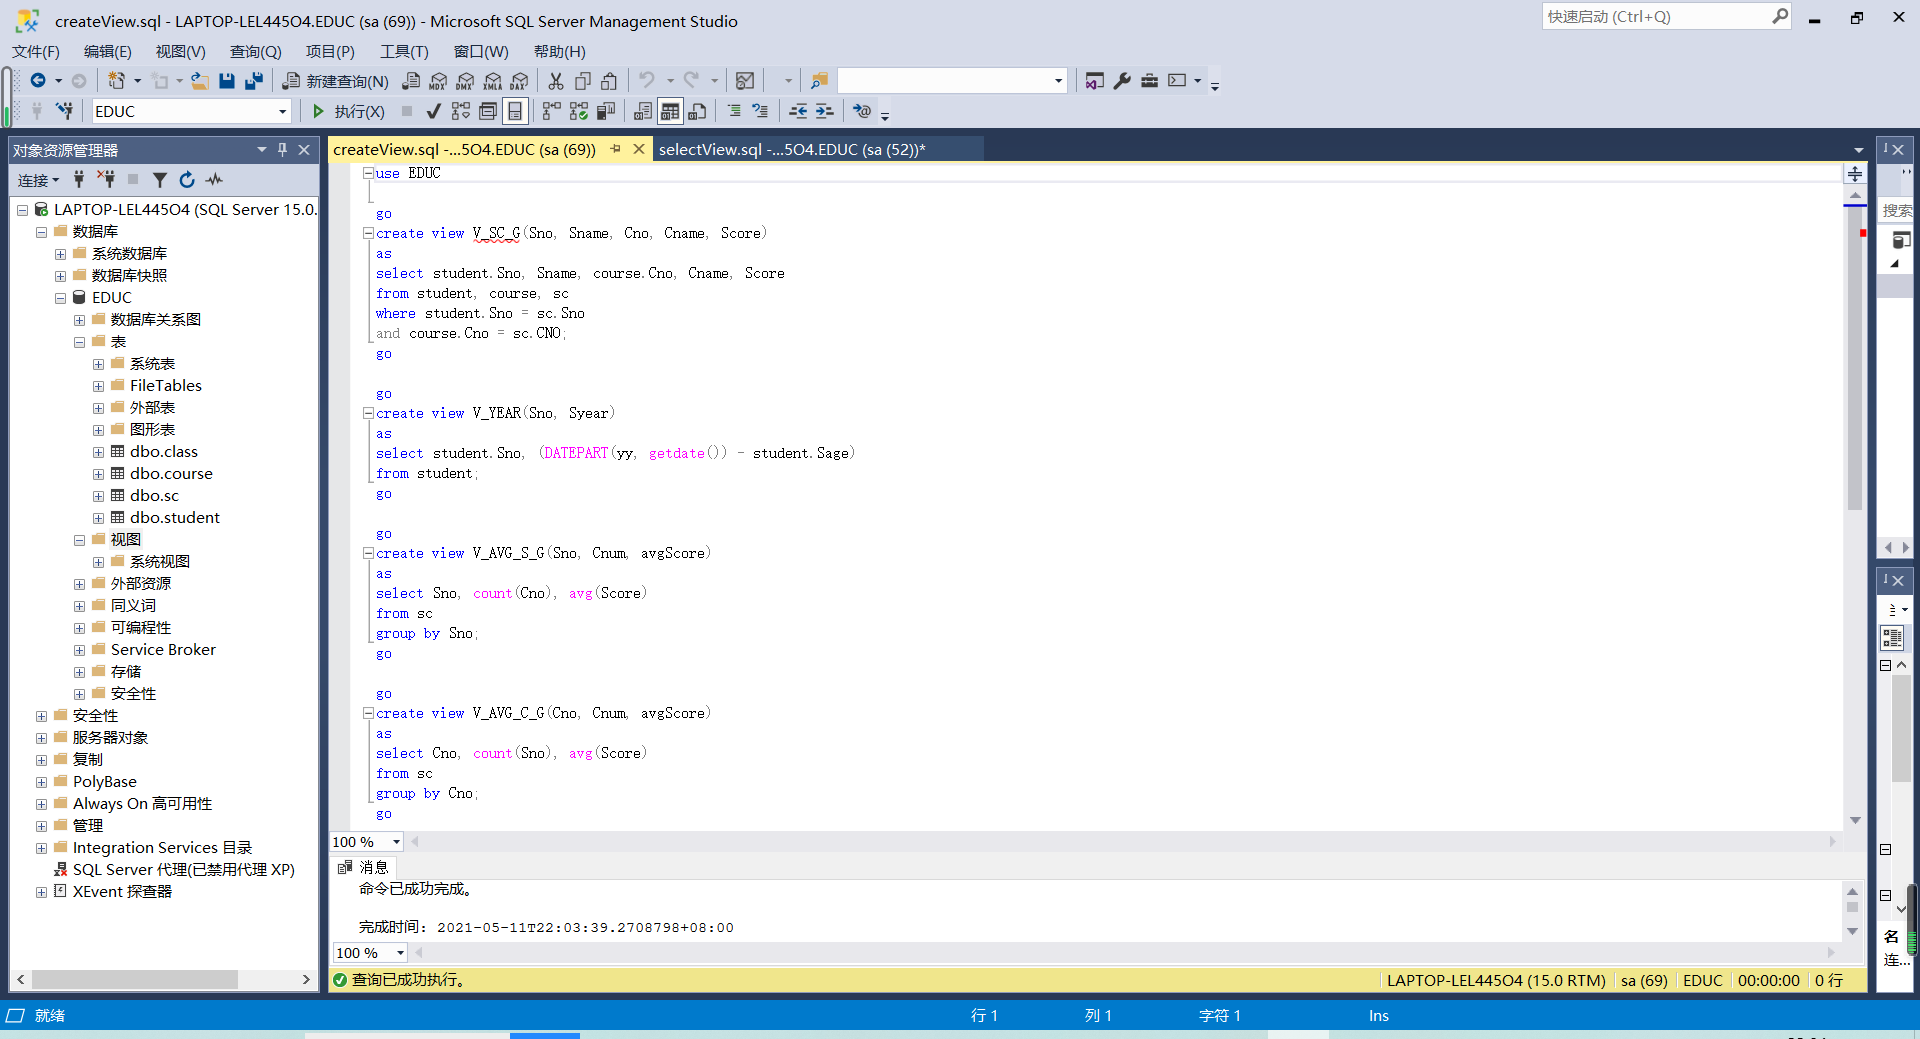 createView.sql - LAPTOP-LEL445O4.EDUC (sa (69)) - Microsoft SQL Server Management Studio
快速启动 (Ctrl+Q)
文件(F) 编辑(E) 视图(V) 查询(Q) 项目(P) 工具(T) 窗口(W) 帮助(H)
新建查询(N) MDX DMX XMLA DAX
EDUC 执行(X)
对象资源管理器
连接
LAPTOP-LEL445O4 (SQL Server 15.0.
数据库
系统数据库
数据库快照
EDUC
数据库关系图
表
系统表
FileTables
外部表
图形表
dbo.class
dbo.course
dbo.sc
dbo.student
视图
系统视图
外部资源
同义词
可编程性
Service Broker
存储
安全性
安全性
服务器对象
复制
PolyBase
Always On 高可用性
管理
Integration Services 目录
SQL Server 代理(已禁用代理 XP)
XEvent 探查器
createView.sql -...5O4.EDUC (sa (69)) selectView.sql -...5O4.EDUC (sa (52))*
use EDUC
go
create view V_SC_G(Sno, Sname, Cno, Cname, Score)
as
select student.Sno, Sname, course.Cno, Cname, Score
from student, course, sc
where student.Sno = sc.Sno
and course.Cno = sc.CNO;
go
go
create view V_YEAR(Sno, Syear)
as
select student.Sno, (DATEPART(yy, getdate()) - student.Sage)
from student;
go
go
create view V_AVG_S_G(Sno, Cnum, avgScore)
as
select Sno, count(Cno), avg(Score)
from sc
group by Sno;
go
go
create view V_AVG_C_G(Cno, Cnum, avgScore)
as
select Cno, count(Sno), avg(Score)
from sc
group by Cno;
go
100 %
消息
命令已成功完成。
完成时间: 2021-05-11T22:03:39.2708798+08:00
100 %
查询已成功执行。 LAPTOP-LEL445O4 (15.0 RTM) sa (69) EDUC 00:00:00 0 行
搜索
名
连...
就绪 行 1 列 1 字符 1 Ins